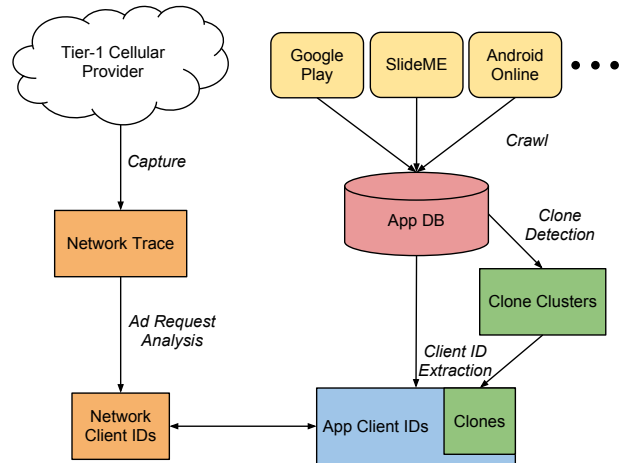 Tier-1 Cellular
Provider
Google
Play
SlideME
Android
Online
Capture
Crawl
Network Trace
App DB
Clone
Detection
Ad Request
Analysis
Clone Clusters
Client ID
Extraction
Network
Client IDs
App Client IDs
Clones